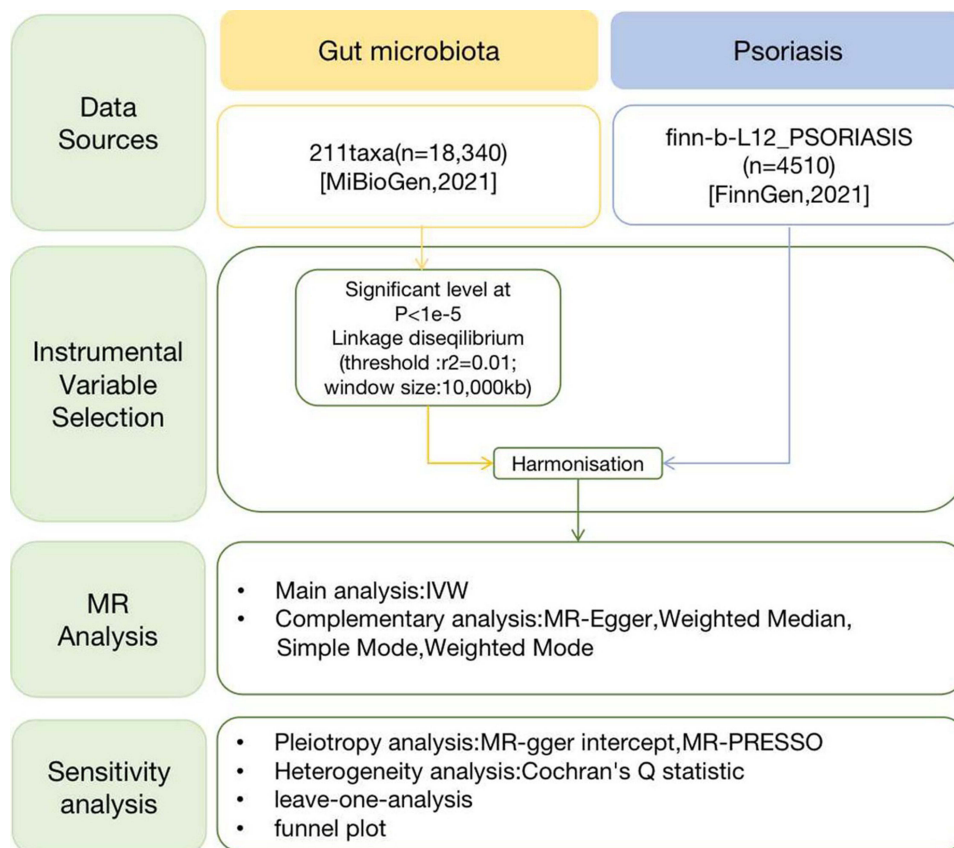 Data
Sources
Gut microbiota
Psoriasis
211taxa(n=18,340)
[MiBioGen,2021]
finn-b-L12_PSORIASIS
(n=4510)
[FinnGen,2021]
Instrumental
Variable
Selection
Significant level at
P<1e-5
Linkage diseqilibrium
(threshold :r2=0.01;
window size:10,000kb)
Harmonisation
MR
Analysis
• Main analysis:IVW
• Complementary analysis:MR-Egger,Weighted Median,
Simple Mode,Weighted Mode
Sensitivity
analysis
• Pleiotropy analysis:MR-gger intercept,MR-PRESSO
• Heterogeneity analysis:Cochran's Q statistic
• leave-one-analysis
• funnel plot